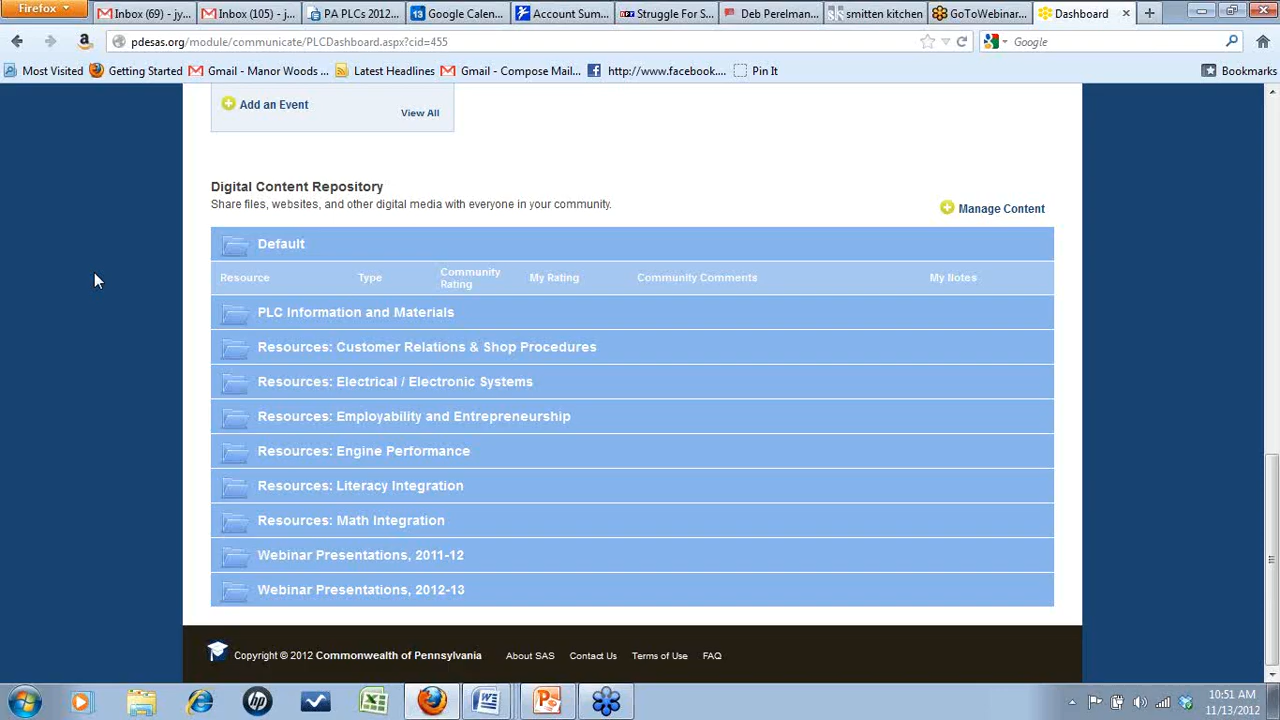 Firefox
Inbox (69) - jy...
Inbox (105) - j...
PA PLCs 2012...
Google Calen...
Account Sum...
Struggle For S...
Deb Perelman...
smitten kitchen
GoToWebinar...
Dashboard
pdesas.org/module/communicate/PLCDashboard.aspx?cid=455
Google
Most Visited
Getting Started
Gmail - Manor Woods ...
Latest Headlines
Gmail - Compose Mail...
http://www.facebook....
Pin It
Bookmarks
Add an Event
View All
Digital Content Repository
Share files, websites, and other digital media with everyone in your community.
Manage Content
Default
Resource
Type
Community
Rating
My Rating
Community Comments
My Notes
PLC Information and Materials
Resources: Customer Relations & Shop Procedures
Resources: Electrical / Electronic Systems
Resources: Employability and Entrepreneurship
Resources: Engine Performance
Resources: Literacy Integration
Resources: Math Integration
Webinar Presentations, 2011-12
Webinar Presentations, 2012-13
Copyright © 2012 Commonwealth of Pennsylvania
About SAS
Contact Us
Terms of Use
FAQ
10:51 AM
11/13/2012